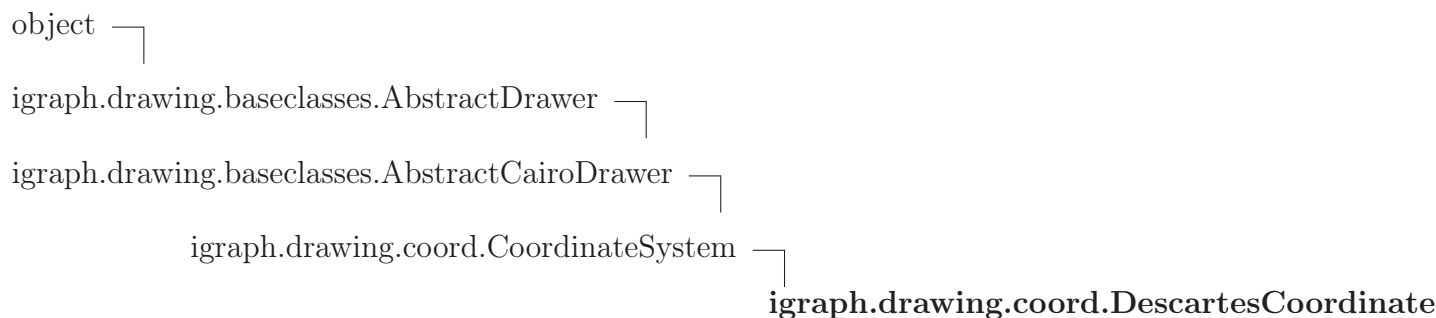 object
igraph.drawing.baseclasses.AbstractDrawer
igraph.drawing.baseclasses.AbstractCairoDrawer
igraph.drawing.coord.CoordinateSystem
igraph.drawing.coord.DescartesCoordinate